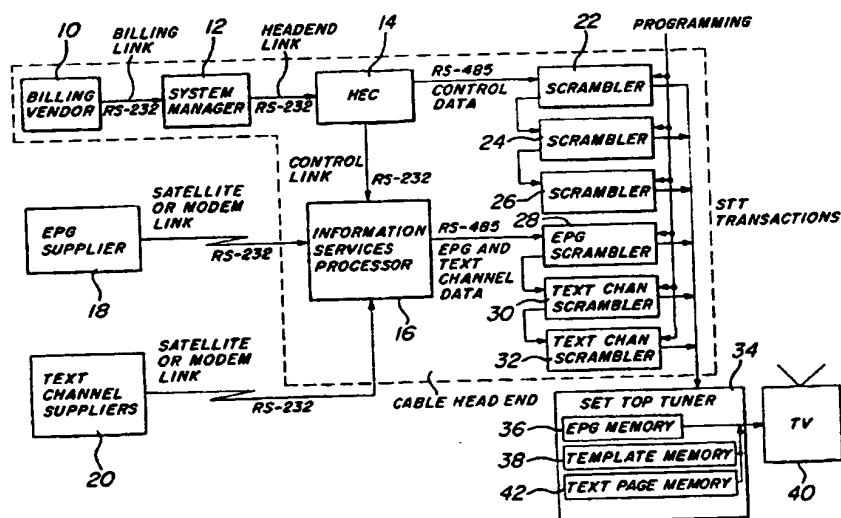 10
BILLING LINK
12
HEADEND LINK
14
22
PROGRAMMING
BILLING VENDOR
RS-232
SYSTEM MANAGER
RS-232
HEC
RS-485
CONTROL DATA
SCRAMBLER
24
SCRAMBLER
26
SCRAMBLER
CONTROL LINK
RS-232
STT TRANSACTIONS
SATELLITE OR MODEM LINK
EPG SUPPLIER
18
RS-232
INFORMATION SERVICES PROCESSOR
16
RS-485
EPG AND TEXT CHANNEL DATA
28
EPG SCRAMBLER
30
TEXT CHAN SCRAMBLER
32
TEXT CHAN SCRAMBLER
SATELLITE OR MODEM LINK
TEXT CHANNEL SUPPLIERS
20
RS-232
CABLE HEAD END
34
SET TOP TUNER
36
EPG MEMORY
38
TEMPLATE MEMORY
42
TEXT PAGE MEMORY
TV
40